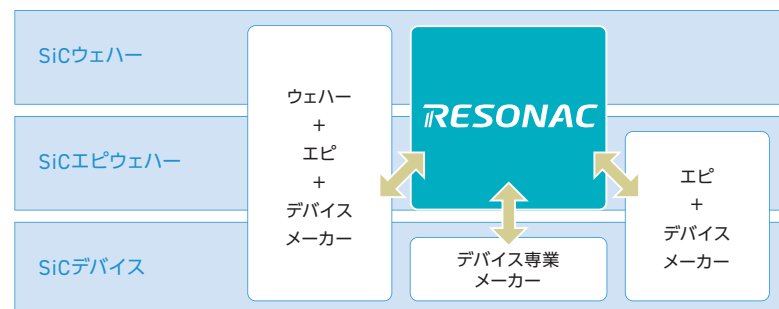 SiCウェハー
SiCエピウェハー
SiCデバイス
ウェハー
+
エピ
+
デバイス
メーカー
RESONAC
デバイス専業
メーカー
エピ
+
デバイス
メーカー